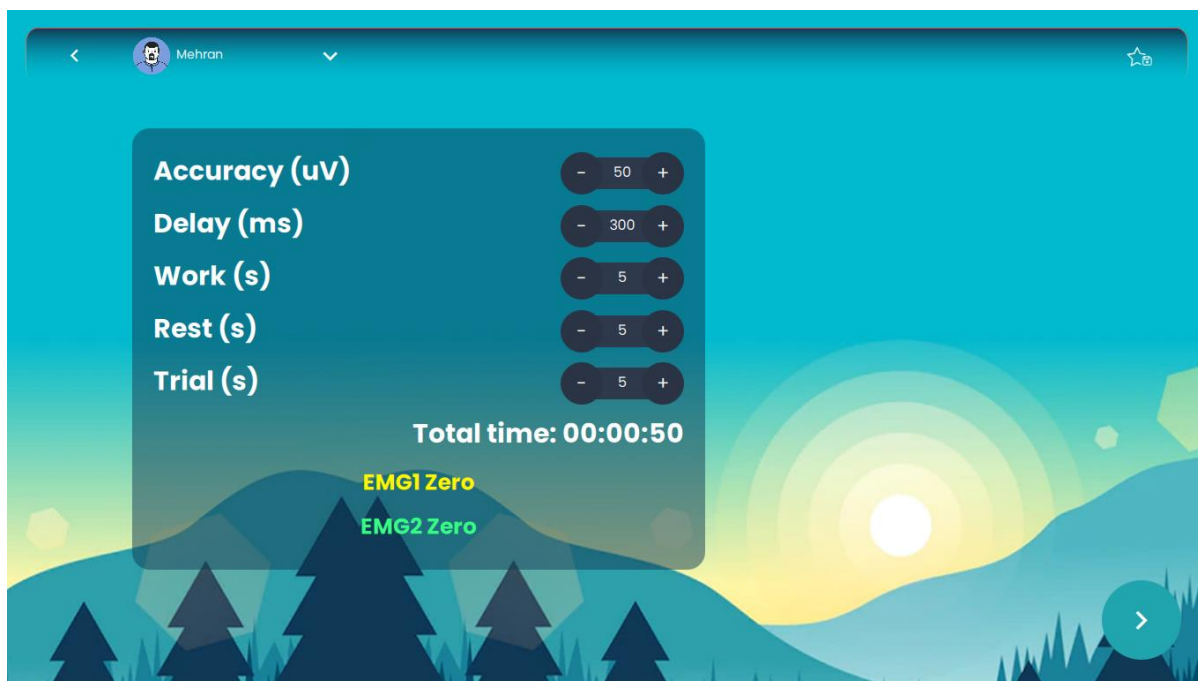 Mehran
Accuracy (uV) - 50 +
Delay (ms) - 300 +
Work (s) - 5 +
Rest (s) - 5 +
Trial (s) - 5 +
Total time: 00:00:50
EMG1 Zero
EMG2 Zero